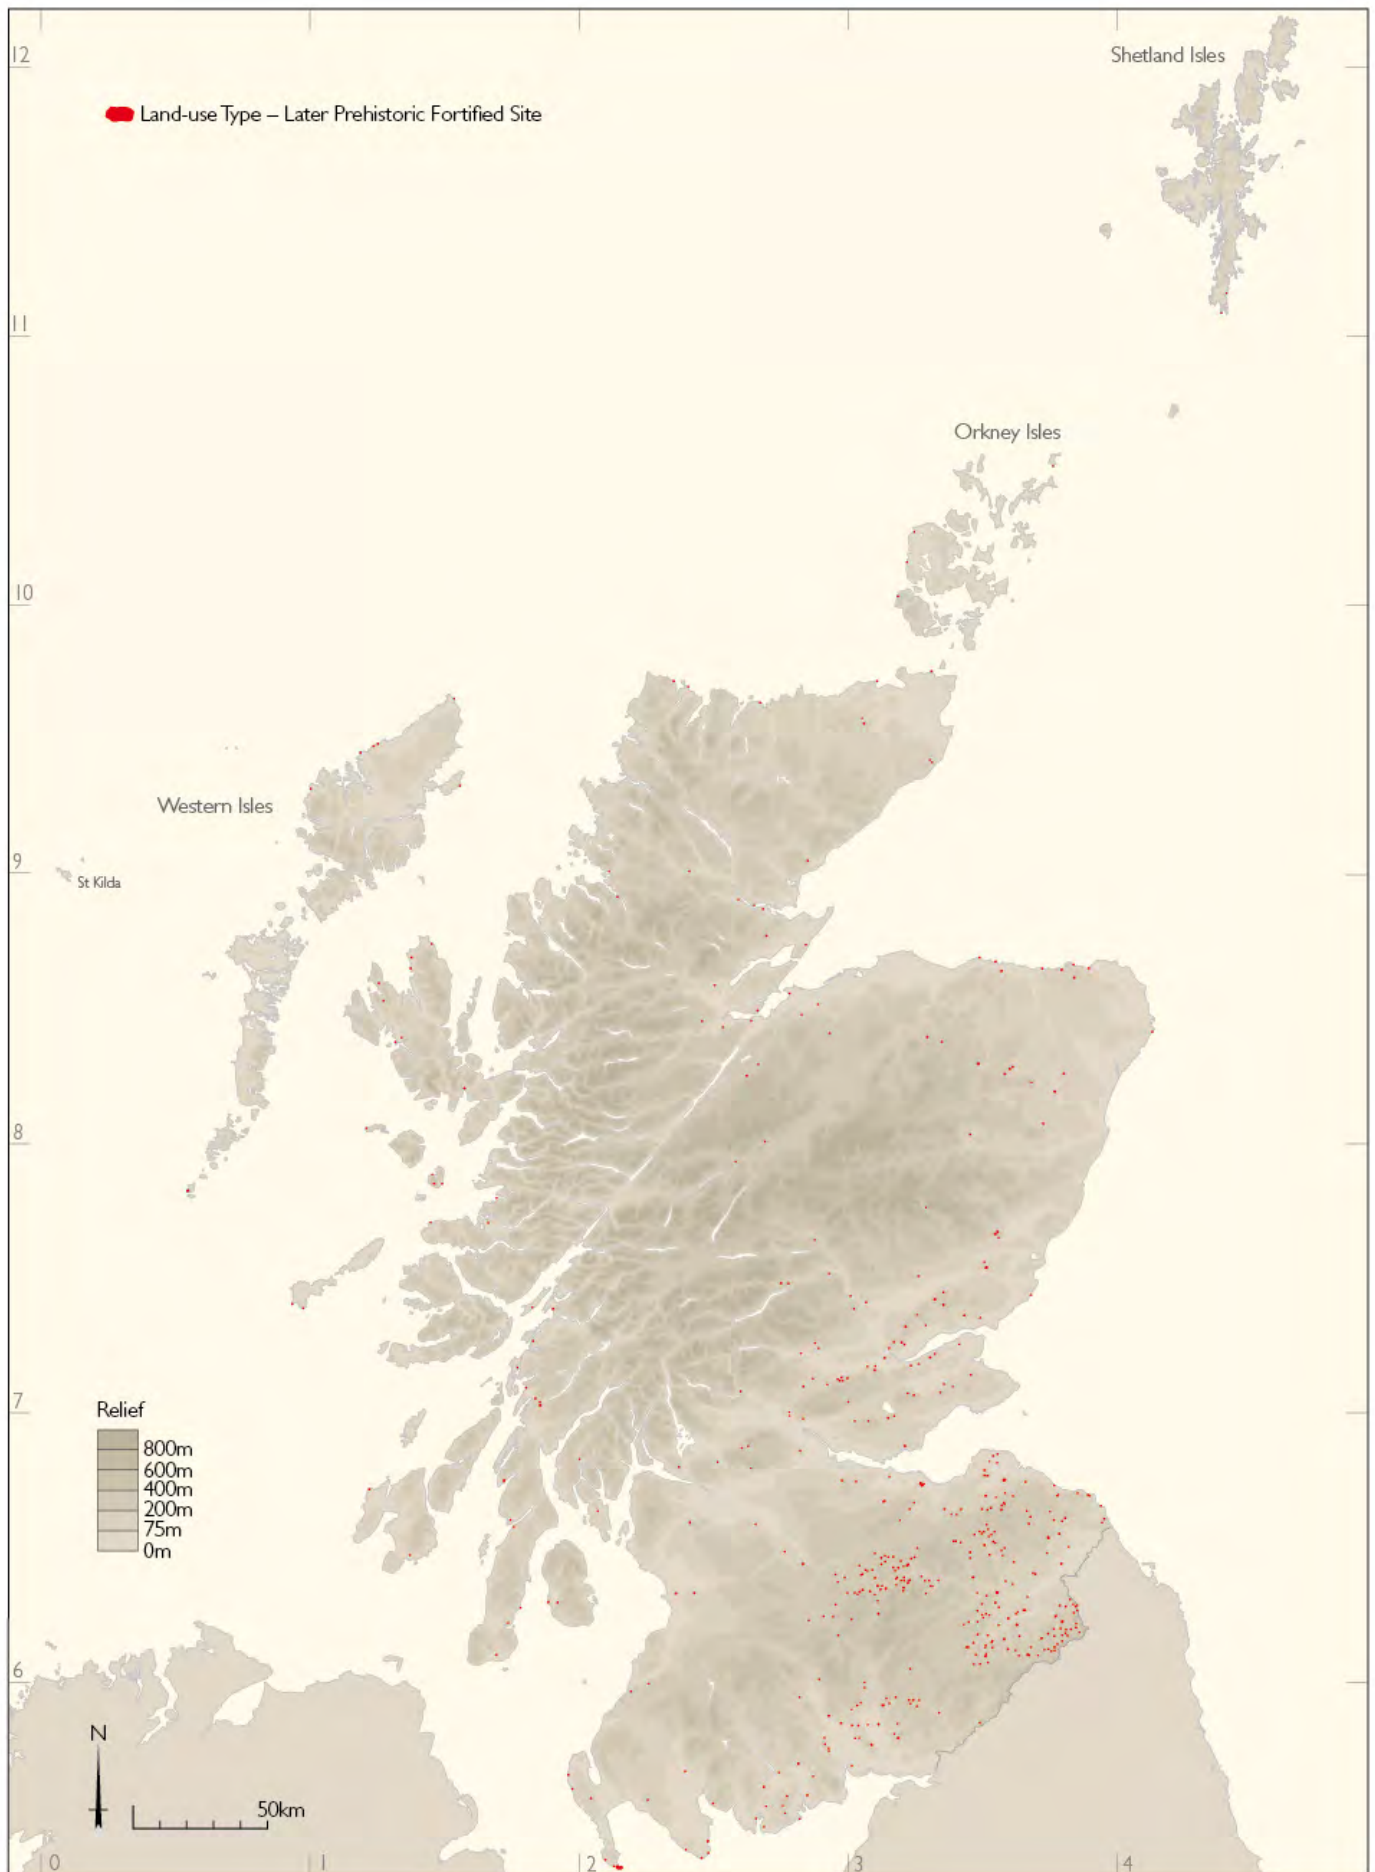 12
Shetland Isles
Land-use Type – Later Prehistoric Fortified Site
11
Orkney Isles
10
Western Isles
9
St Kilda
8
7
Relief
800m
600m
400m
200m
75m
0m
6
N
50km
0
1
2
3
4